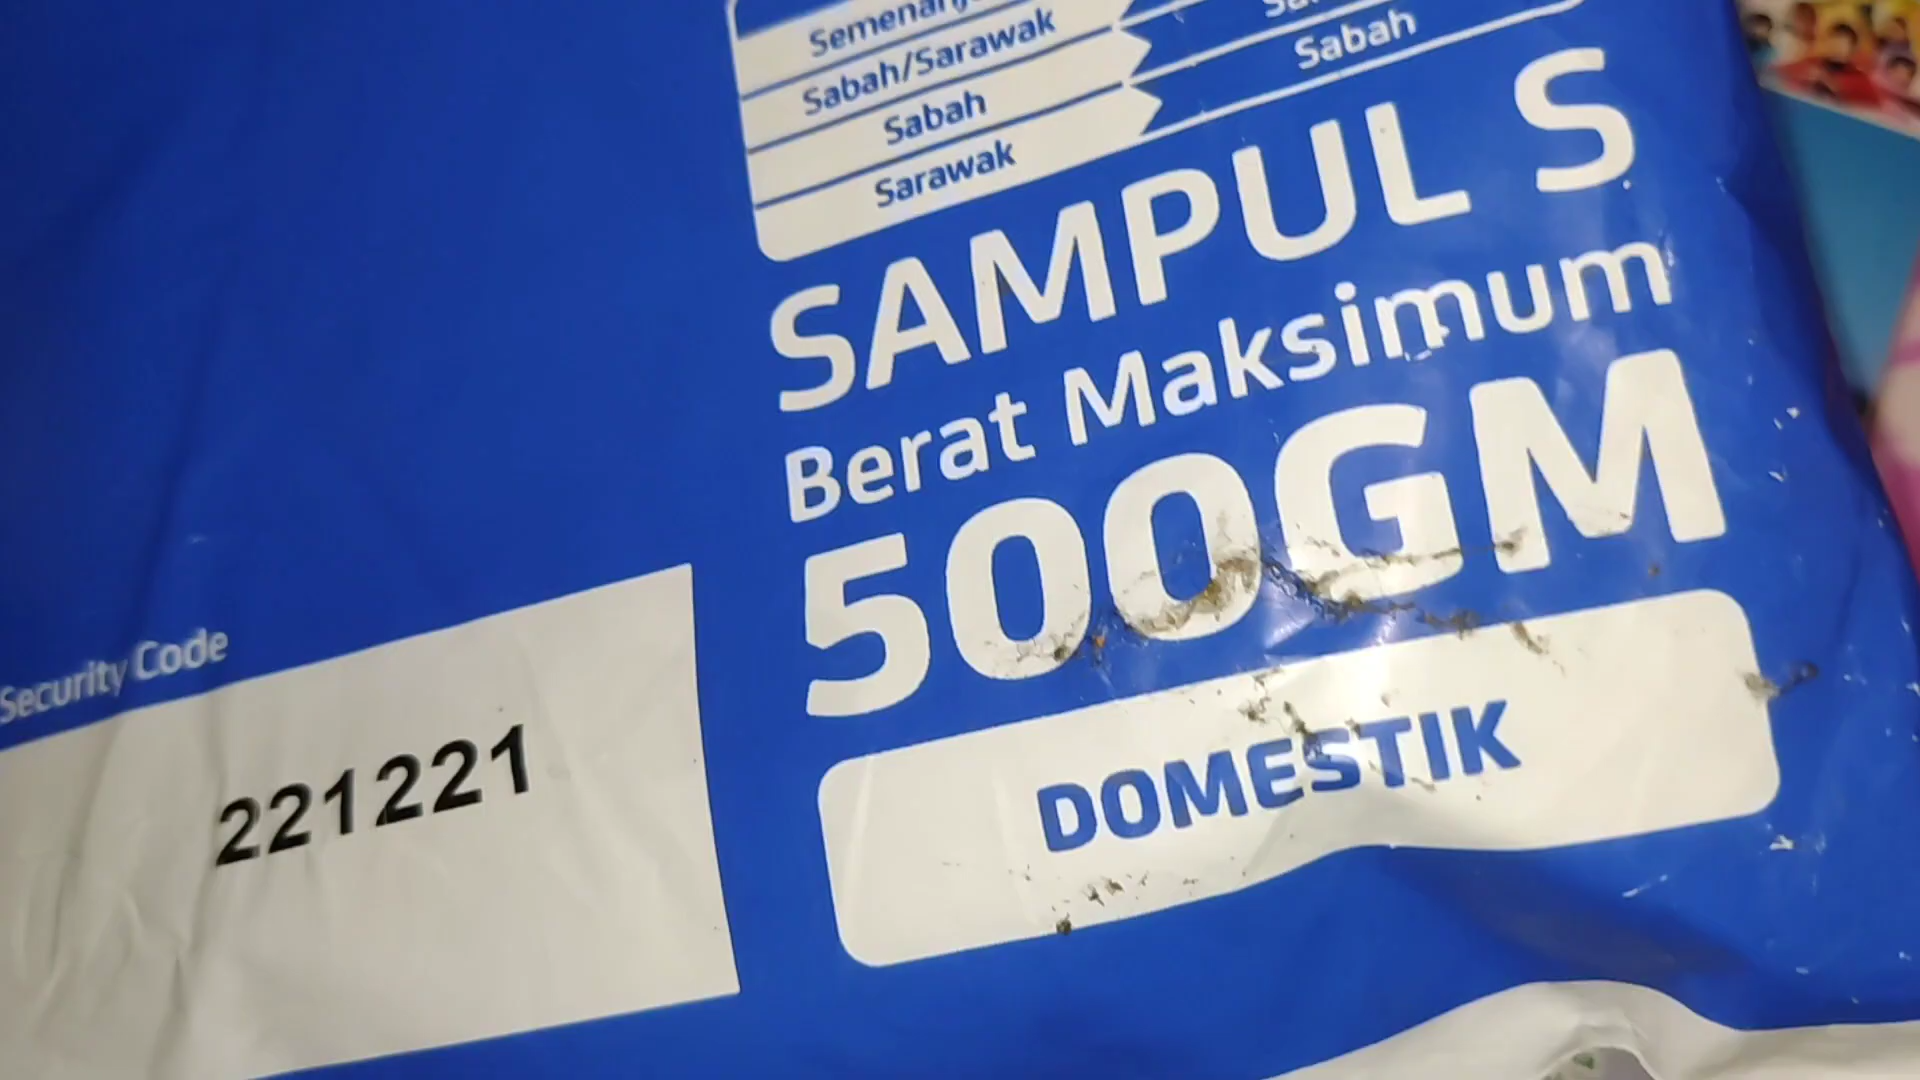 Sabah/Sarawak
Sabah
Sabah
Sarawak
SAMPUL S
Berat Maksimum
500GM
DOMESTIK
Security Code
221221